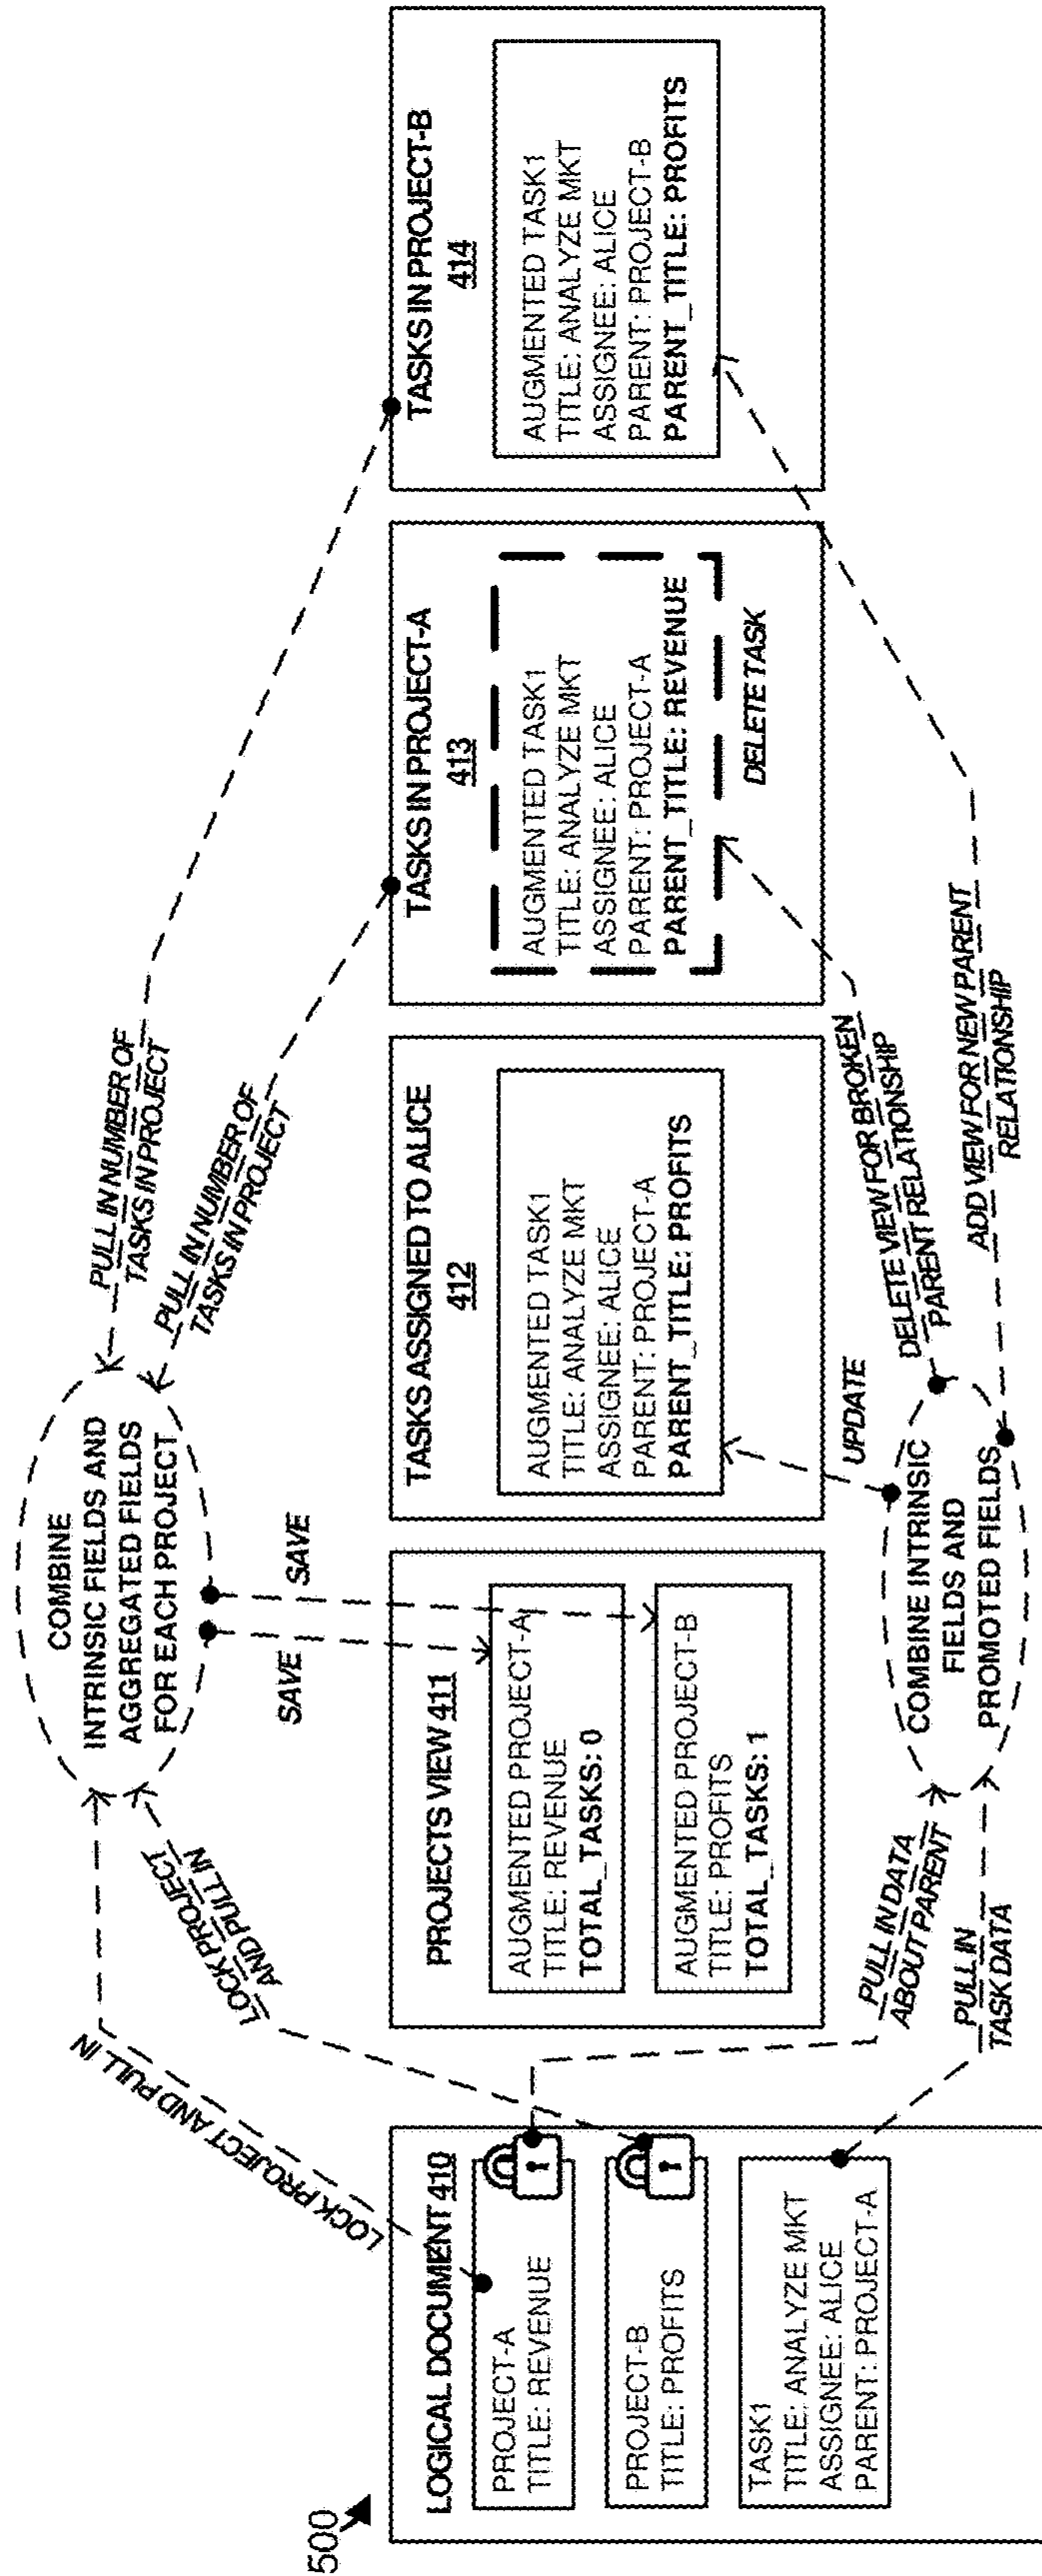 500
LOGICAL DOCUMENT 410
PROJECT-A
TITLE: REVENUE
PROJECT-B
TITLE: PROFITS
TASK1
TITLE: ANALYZE MKT
ASSIGNEE: ALICE
PARENT: PROJECT-A
LOCK PROJECT AND PULL IN
LOCK PROJECT
AND PULL IN
COMBINE
INTRINSIC FIELDS AND
AGGREGATED FIELDS
FOR EACH PROJECT
SAVE
SAVE
PULL IN NUMBER OF
TASKS IN PROJECT
PULL IN NUMBER OF
TASKS IN PROJECT
PROJECTS VIEW 411
AUGMENTED PROJECT-A
TITLE: REVENUE
TOTAL_TASKS: 0
AUGMENTED PROJECT-B
TITLE: PROFITS
TOTAL_TASKS: 1
TASKS ASSIGNED TO ALICE
412
AUGMENTED TASK1
TITLE: ANALYZE MKT
ASSIGNEE: ALICE
PARENT: PROJECT-A
PARENT_TITLE: PROFITS
TASKS IN PROJECT-A
413
AUGMENTED TASK1
TITLE: ANALYZE MKT
ASSIGNEE: ALICE
PARENT: PROJECT-A
PARENT_TITLE: REVENUE
DELETE TASK
TASKS IN PROJECT-B
414
AUGMENTED TASK1
TITLE: ANALYZE MKT
ASSIGNEE: ALICE
PARENT: PROJECT-B
PARENT_TITLE: PROFITS
PULL IN DATA
ABOUT PARENT
PULL IN
TASK DATA
COMBINE INTRINSIC
FIELDS AND
PROMOTED FIELDS
UPDATE
DELETE VIEW FOR BROKEN
PARENT RELATIONSHIP
ADD VIEW FOR NEW PARENT
RELATIONSHIP